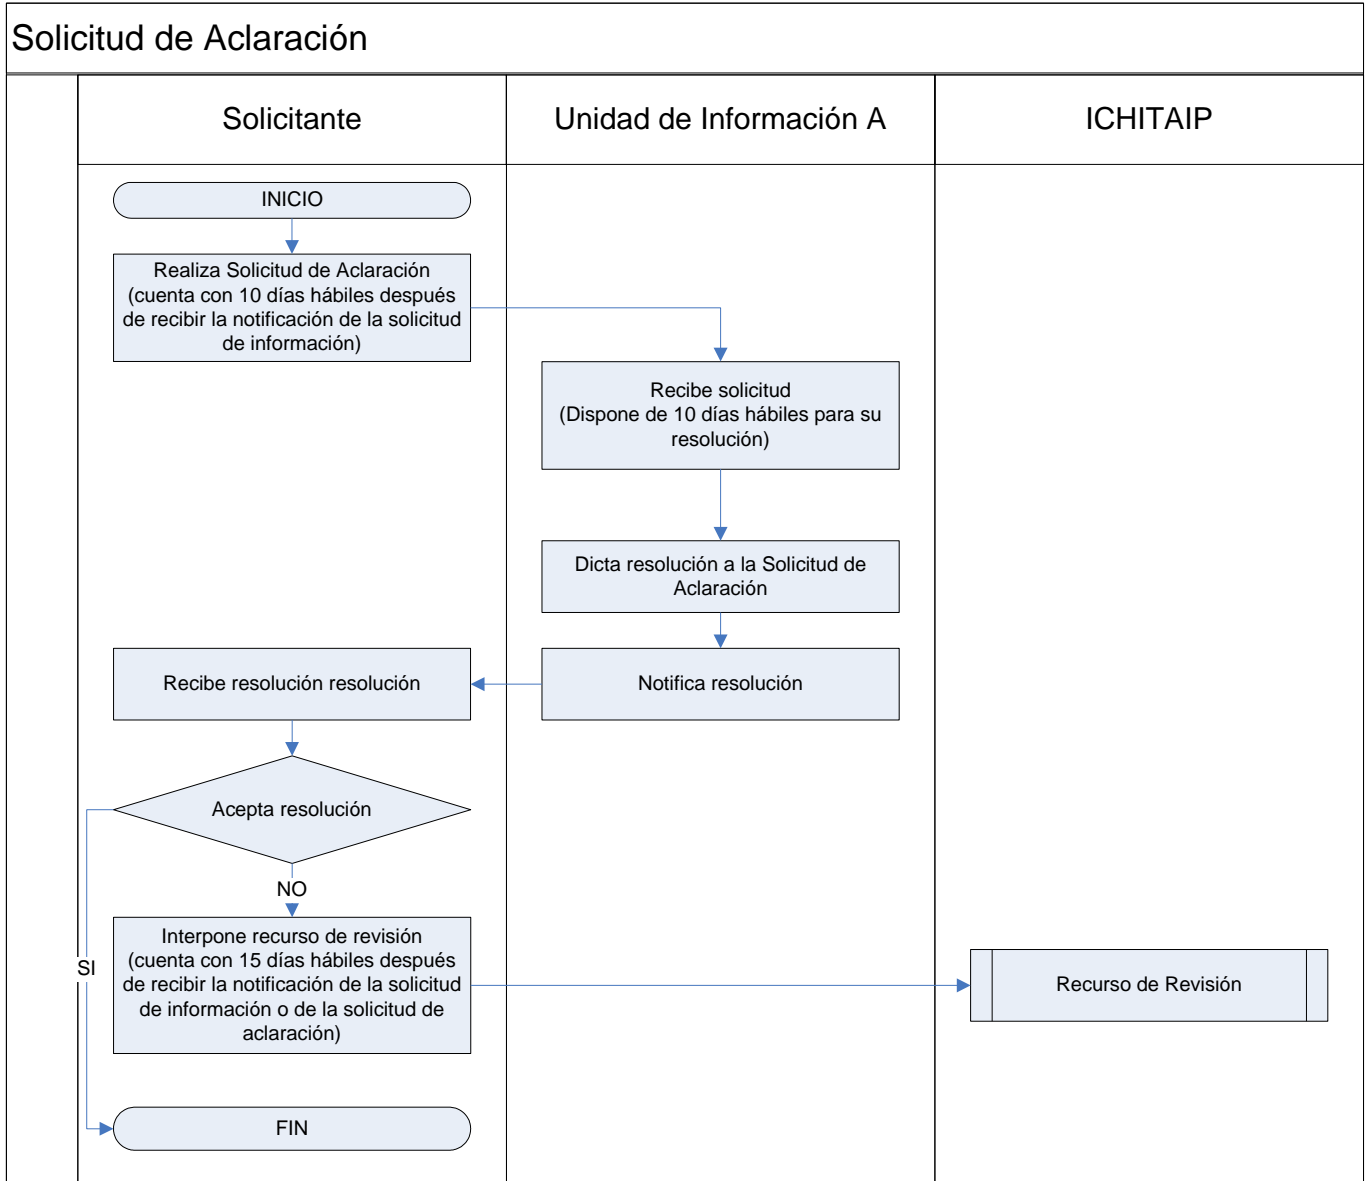 Solicitud de Aclaración
Solicitante
Unidad de Información A
ICHITAIP
INICIO
Realiza Solicitud de Aclaración
(cuenta con 10 días hábiles después
de recibir la notificación de la solicitud
de información)
Recibe solicitud
(Dispone de 10 días hábiles para su
resolución)
Dicta resolución a la Solicitud de
Aclaración
Notifica resolución
Recibe resolución resolución
Acepta resolución
NO
SI
Interpone recurso de revisión
(cuenta con 15 días hábiles después
de recibir la notificación de la solicitud
de información o de la solicitud de
aclaración)
Recurso de Revisión
FIN